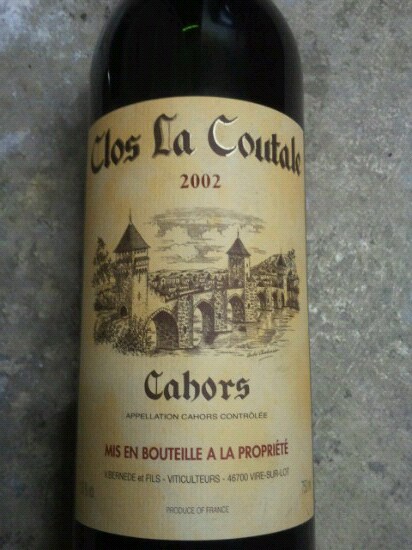 Clos La Coutale
2002
Cahors
APPELLATION CAHORS CONTRÔLÉE
MIS EN BOUTEILLE A LA PROPRIÉTÉ
V.BERNEDE et FILS - VITICULTEURS - 46700 VIRE-SUR-LOT
PRODUCE OF FRANCE